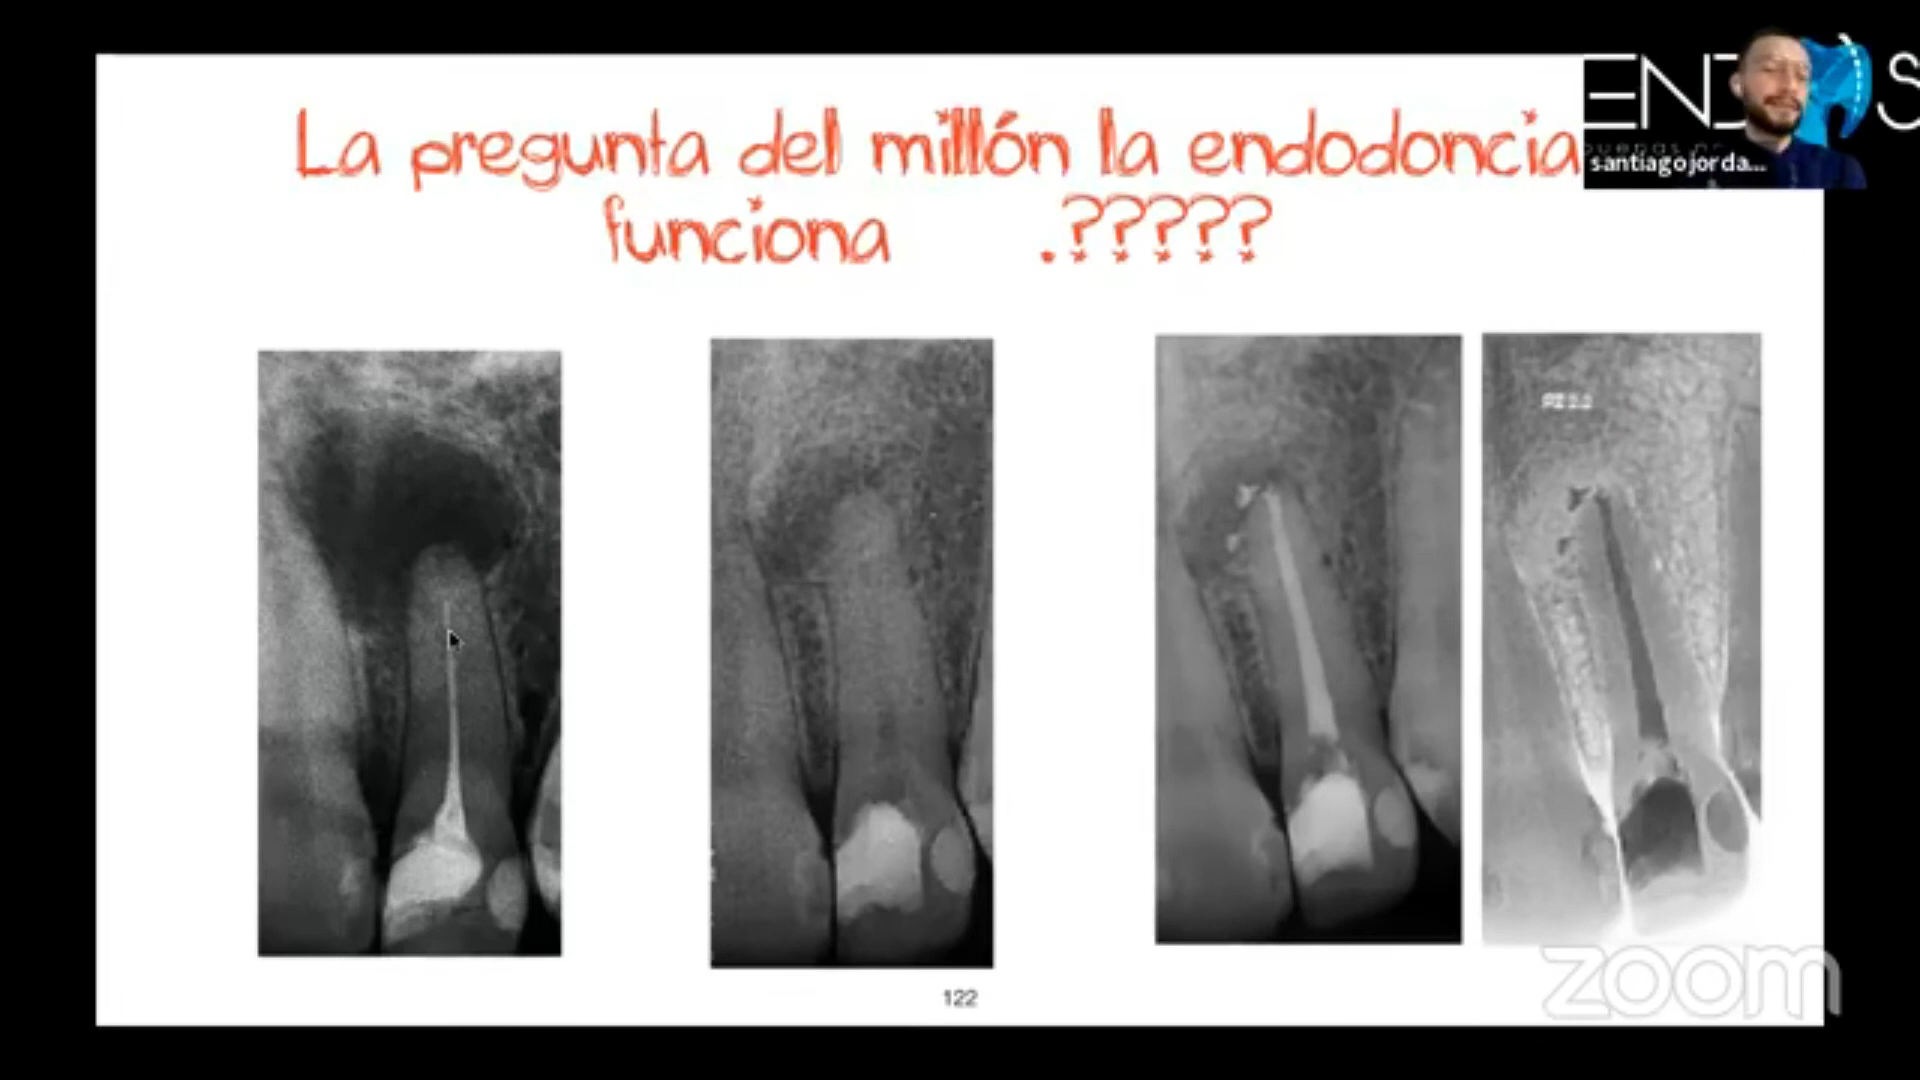 La pregunta del millón la endodoncia
funciona .?????
santiagojorda...
122
zoom